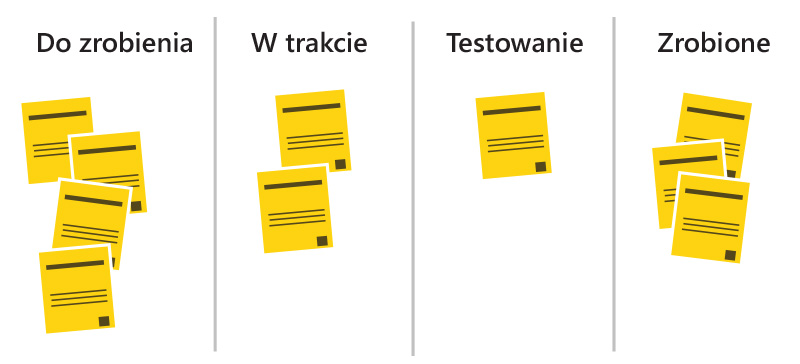 Do zrobienia
W trakcie
Testowanie
Zrobione